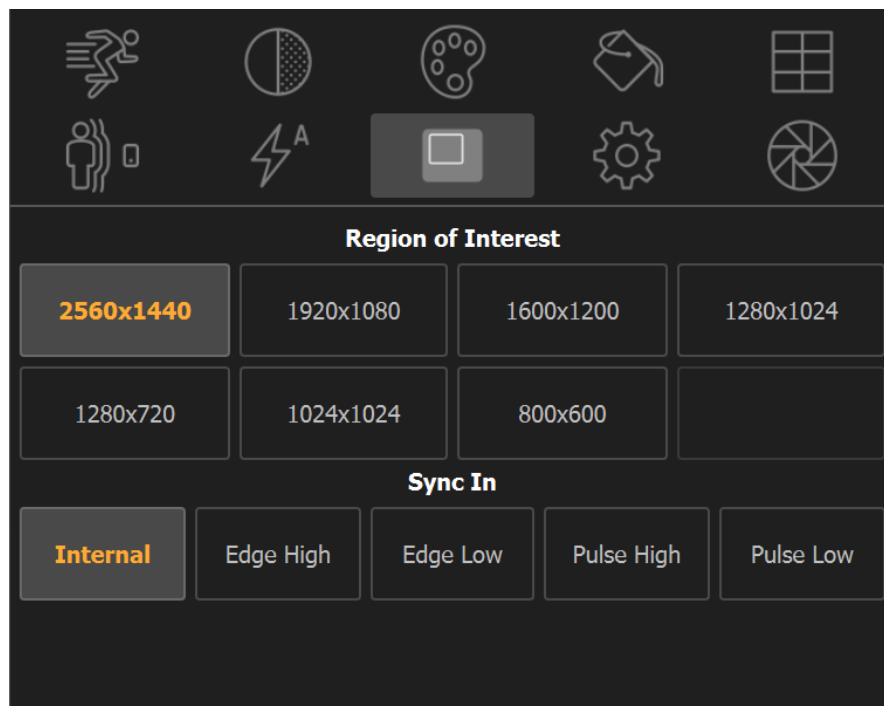 A
Region of Interest
2560x1440 1920x1080 1600x1200 1280x1024
1280x720 1024x1024 800x600
Sync In
Internal Edge High Edge Low Pulse High Pulse Low